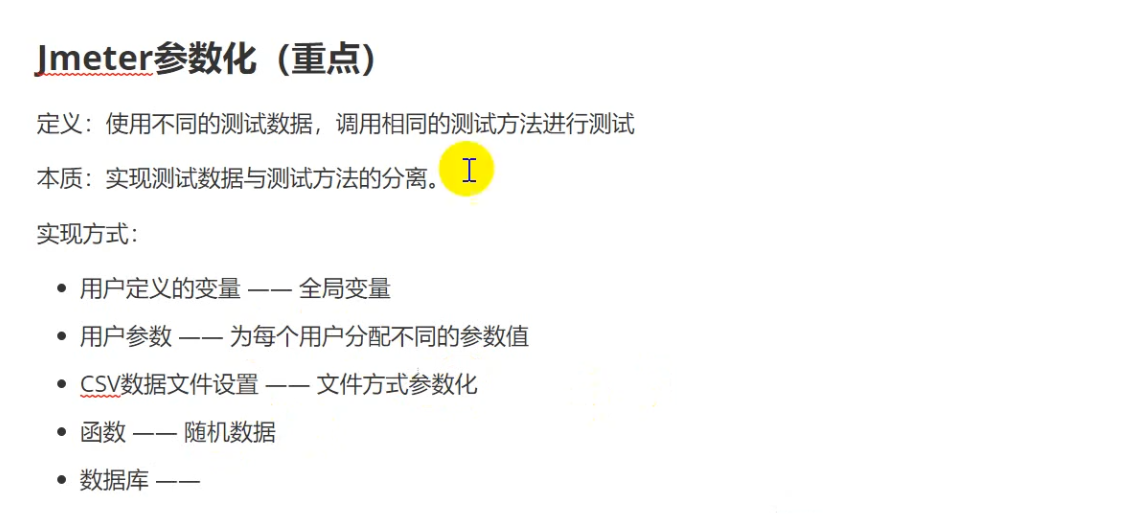 Jmeter参数化（重点）
定义：使用不同的测试数据，调用相同的测试方法进行测试
本质：实现测试数据与测试方法的分离。
实现方式：
用户定义的变量 —— 全局变量
用户参数 —— 为每个用户分配不同的参数值
CSV数据文件设置 —— 文件方式参数化
函数 —— 随机数据
数据库 ——